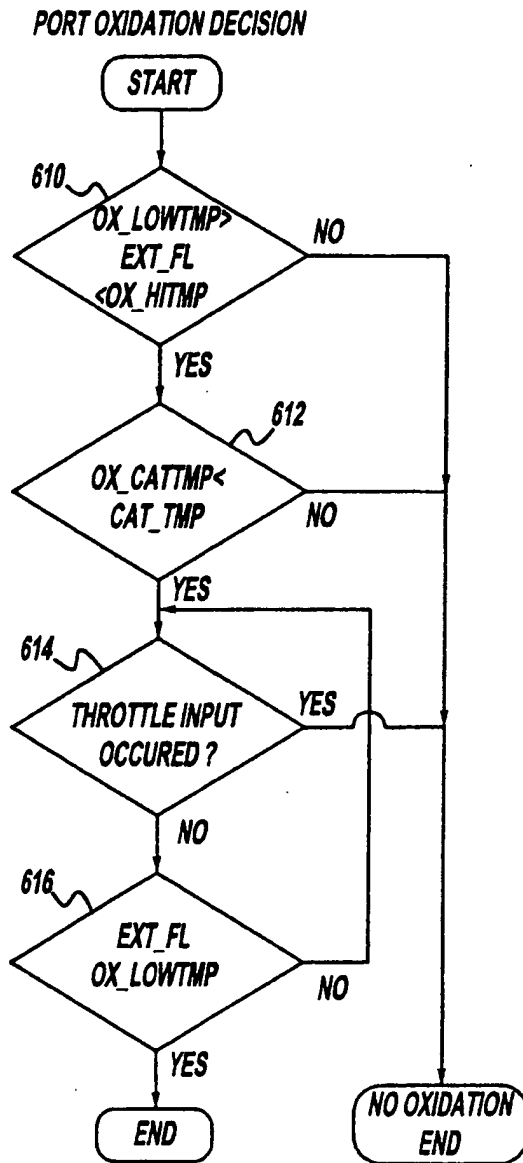 PORT OXIDATION DECISION
START
610
OX_LOWTMP>
EXT_FL
<OX_HITMP
NO
YES
612
OX_CATTMP<
CAT_TMP
NO
YES
614
THROTTLE INPUT
OCCURED ?
YES
NO
616
EXT_FL
OX_LOWTMP
NO
YES
END
NO OXIDATION
END